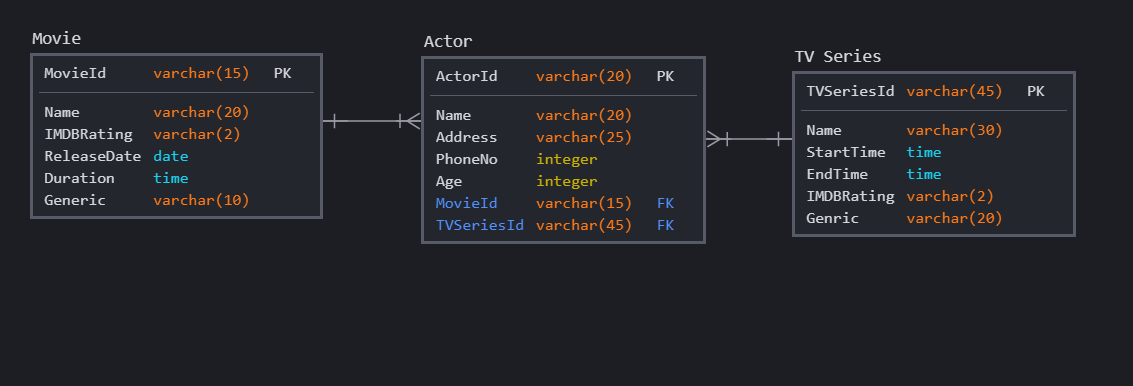 Movie
MovieId varchar(15) PK
Name varchar(20)
IMDBRating varchar(2)
ReleaseDate date
Duration time
Generic varchar(10)
Actor
ActorId varchar(20) PK
Name varchar(20)
Address varchar(25)
PhoneNo integer
Age integer
MovieId varchar(15) FK
TVSeriesId varchar(45) FK
TV Series
TVSeriesId varchar(45) PK
Name varchar(30)
StartTime time
EndTime time
IMDBRating varchar(2)
Genric varchar(20)